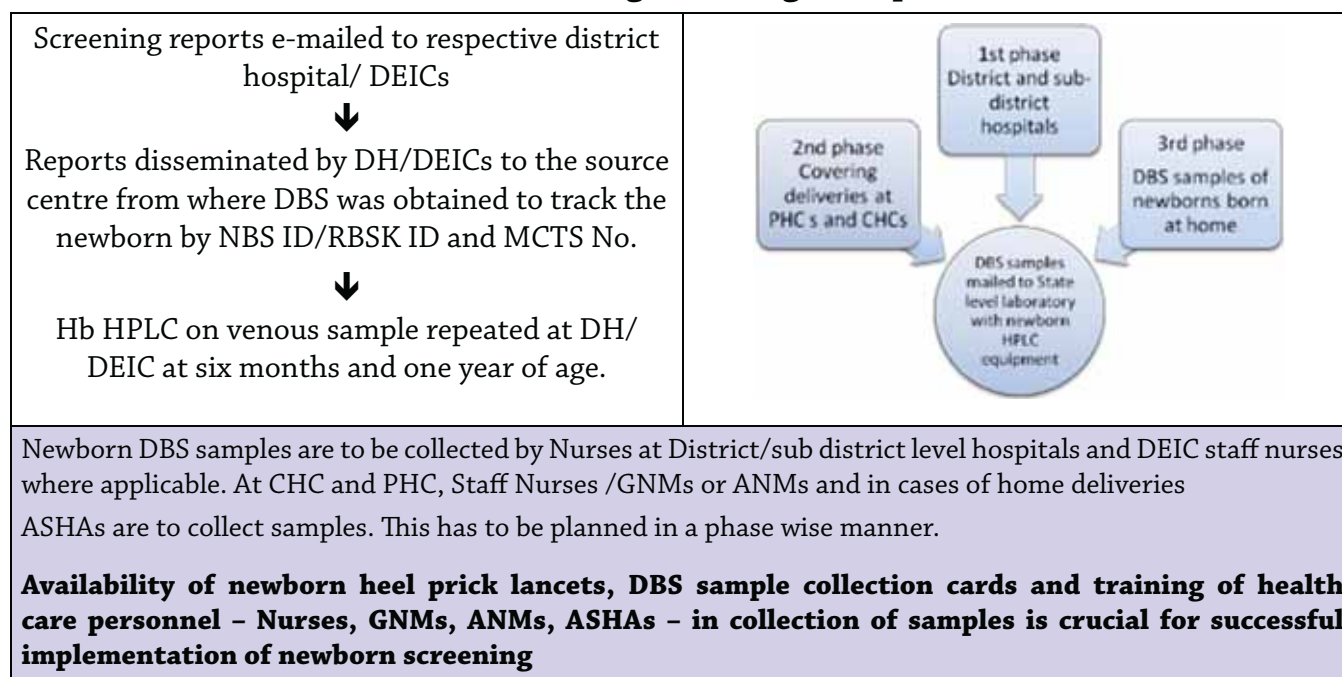 Screening reports e-mailed to respective district
hospital/ DEICs
Reports disseminated by DH/DEICs to the source
centre from where DBS was obtained to track the
newborn by NBS ID/RBSK ID and MCTS No.
Hb HPLC on venous sample repeated at DH/
DEIC at six months and one year of age.
1st phase
District and sub-
district
hospitals
2nd phase
Covering
deliveries at
PHC s and CHCs
3rd phase
DBS samples of
newborns born
at home
DBS samples
mailed to State
level laboratory
with newborn
HPLC
equipment
Newborn DBS samples are to be collected by Nurses at District/sub district level hospitals and DEIC staff nurses
where applicable. At CHC and PHC, Staff Nurses /GNMs or ANMs and in cases of home deliveries
ASHAs are to collect samples. This has to be planned in a phase wise manner.
Availability of newborn heel prick lancets, DBS sample collection cards and training of health
care personnel – Nurses, GNMs, ANMs, ASHAs – in collection of samples is crucial for successful
implementation of newborn screening